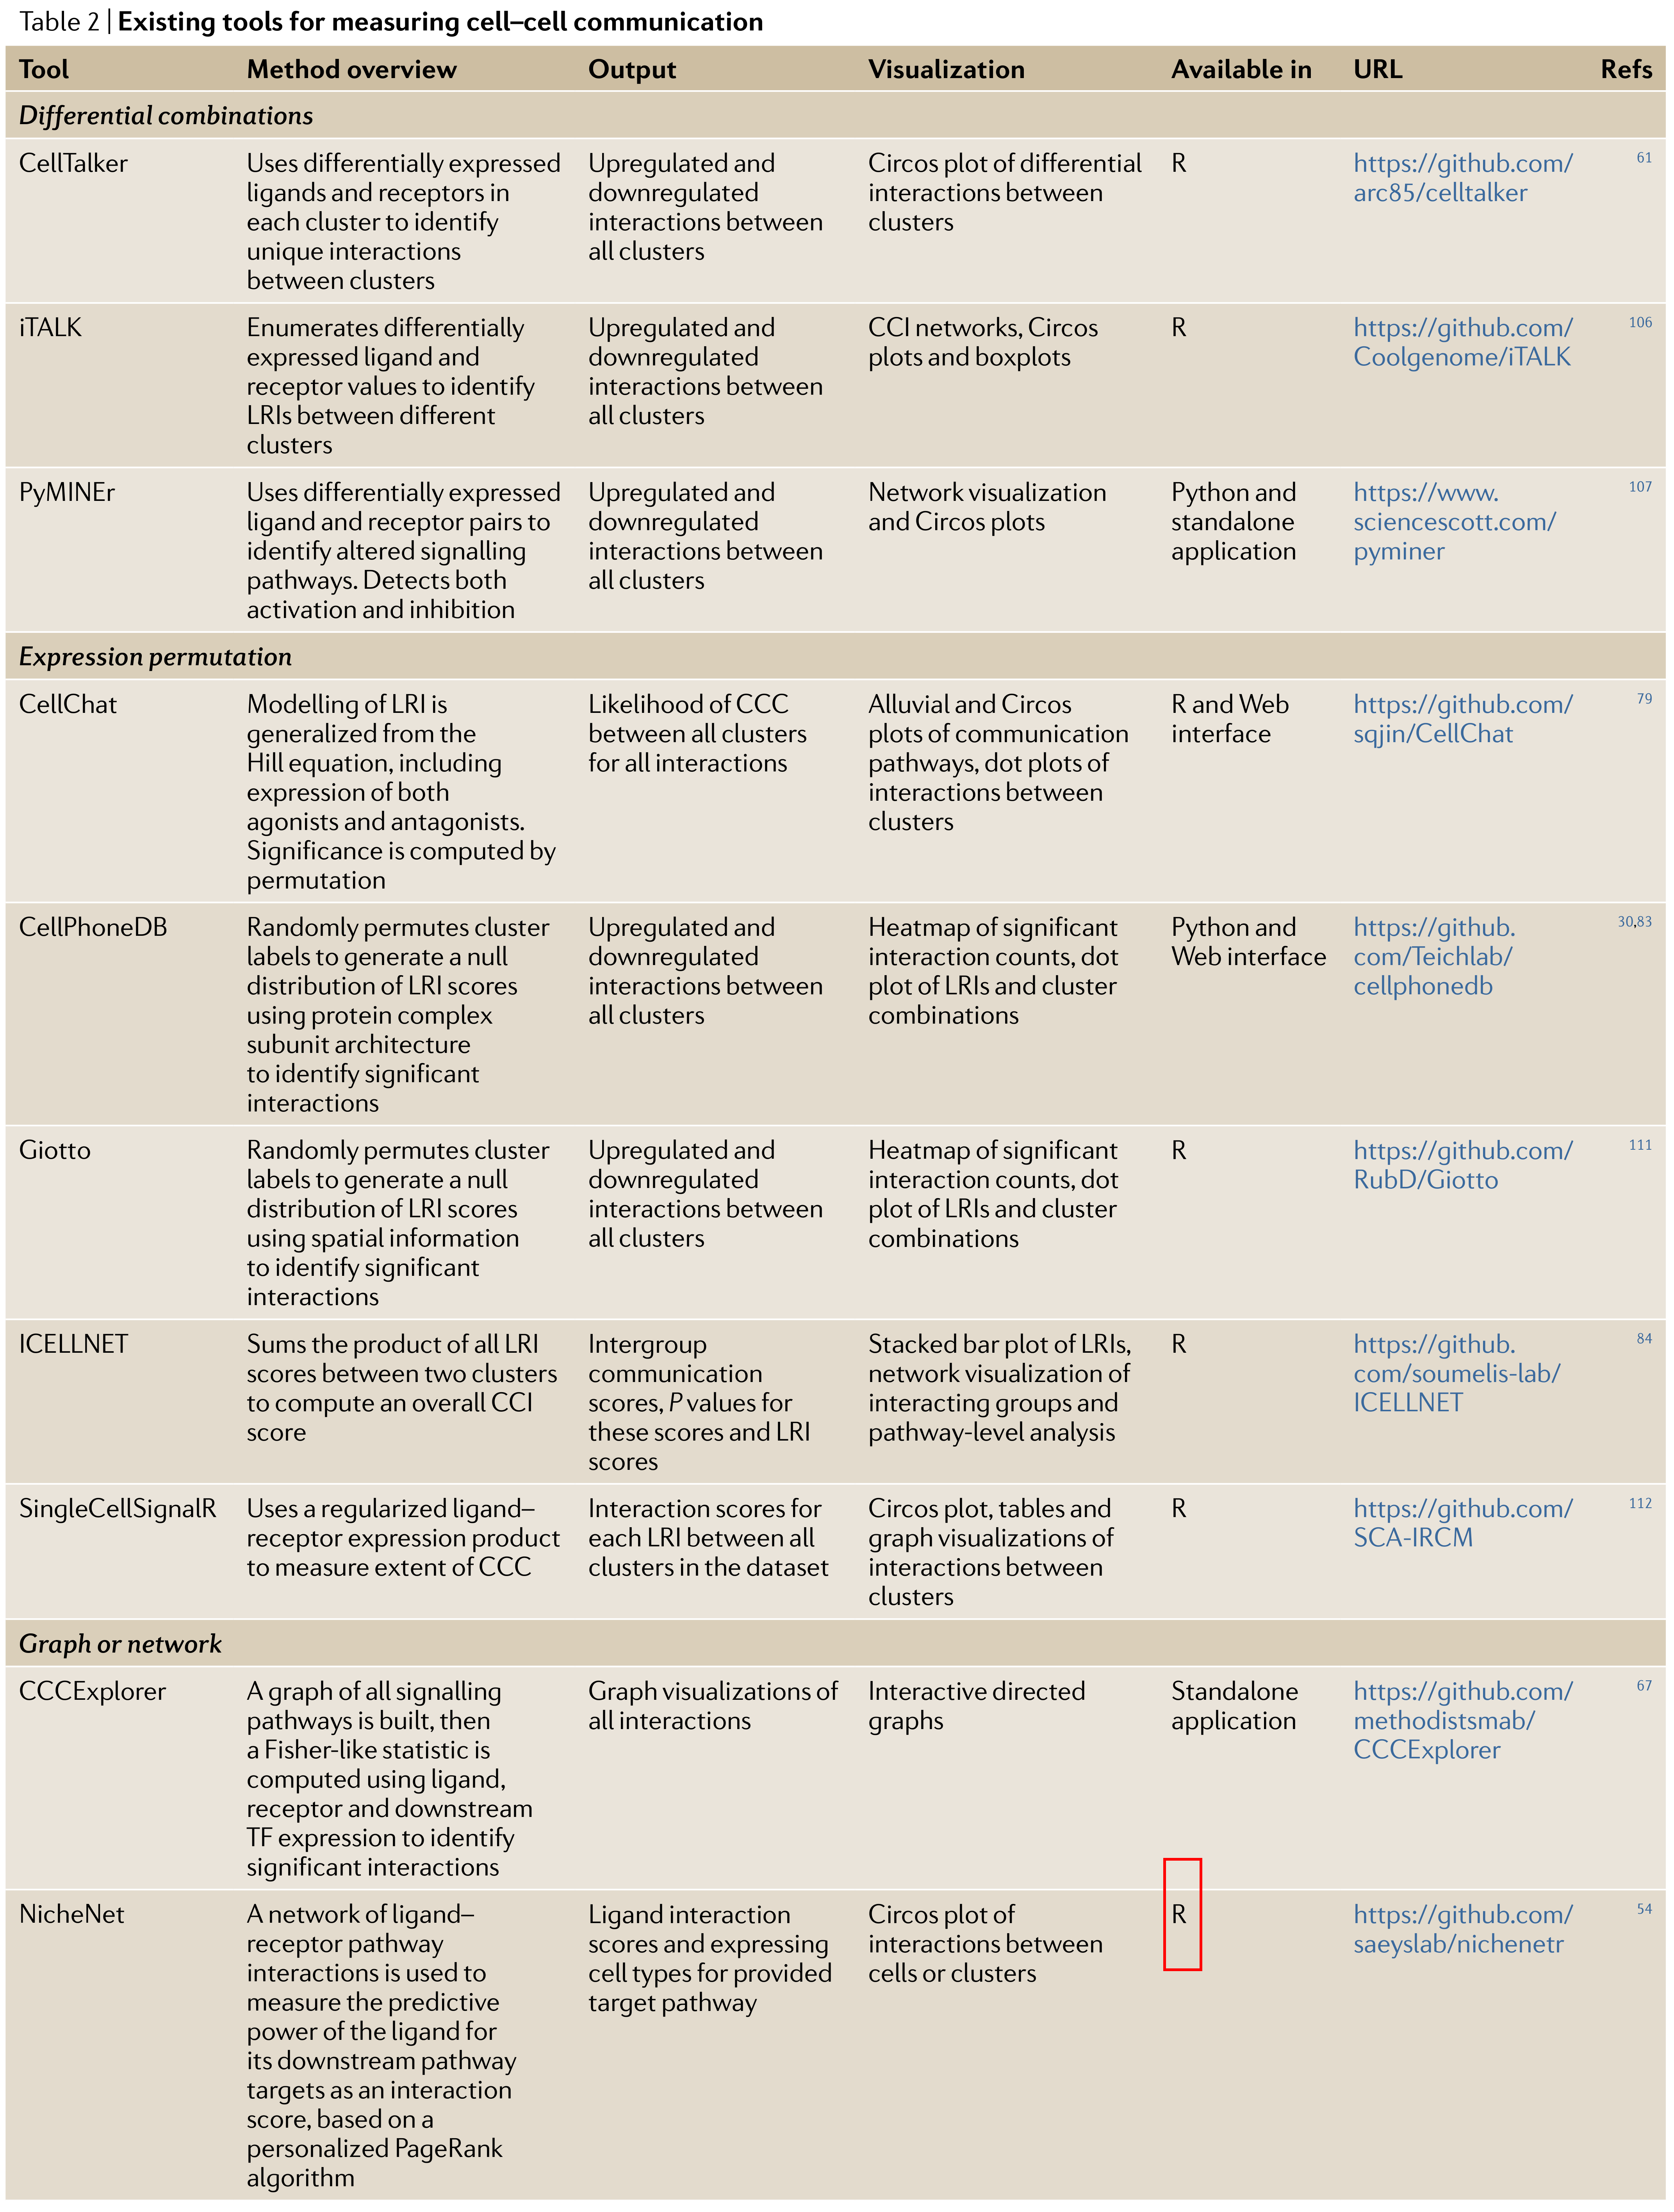 Table 2 | Existing tools for measuring cell–cell communication
Tool Method overview Output Visualization Available in URL Refs
Differential combinations
CellTalker Uses differentially expressed Upregulated and Circos plot of differential R https://github.com/ 61
ligands and receptors in downregulated interactions between arc85/celltalker
each cluster to identify interactions between clusters
unique interactions all clusters
between clusters
iTALK Enumerates differentially Upregulated and CCI networks, Circos R https://github.com/ 106
expressed ligand and downregulated plots and boxplots Coolgenome/iTALK
receptor values to identify interactions between
LRIs between different all clusters
clusters
PyMINEr Uses differentially expressed Upregulated and Network visualization Python and https://www. 107
ligand and receptor pairs to downregulated and Circos plots standalone sciencescott.com/
identify altered signalling interactions between application pyminer
pathways. Detects both all clusters
activation and inhibition
Expression permutation
CellChat Modelling of LRI is Likelihood of CCC Alluvial and Circos R and Web https://github.com/ 79
generalized from the between all clusters plots of communication interface sqjin/CellChat
Hill equation, including for all interactions pathways, dot plots of
expression of both interactions between
agonists and antagonists. clusters
Significance is computed by
permutation
CellPhoneDB Randomly permutes cluster Upregulated and Heatmap of significant Python and https://github. 30,83
labels to generate a null downregulated interaction counts, dot Web interface com/Teichlab/
distribution of LRI scores interactions between plot of LRIs and cluster cellphonedb
using protein complex all clusters combinations
subunit architecture
to identify significant
interactions
Giotto Randomly permutes cluster Upregulated and Heatmap of significant R https://github.com/ 111
labels to generate a null downregulated interaction counts, dot RubD/Giotto
distribution of LRI scores interactions between plot of LRIs and cluster
using spatial information all clusters combinations
to identify significant
interactions
ICELLNET Sums the product of all LRI Intergroup Stacked bar plot of LRIs, R https://github. 84
scores between two clusters communication network visualization of com/soumelis-lab/
to compute an overall CCI scores, P values for interacting groups and ICELLNET
score these scores and LRI pathway-level analysis
scores
SingleCellSignalR Uses a regularized ligand– Interaction scores for Circos plot, tables and R https://github.com/ 112
receptor expression product each LRI between all graph visualizations of SCA-IRCM
to measure extent of CCC clusters in the dataset interactions between
clusters
Graph or network
CCCExplorer A graph of all signalling Graph visualizations of Interactive directed Standalone https://github.com/ 67
pathways is built, then all interactions graphs application methodistsmab/
a Fisher-like statistic is CCCExplorer
computed using ligand,
receptor and downstream
TF expression to identify
significant interactions
NicheNet A network of ligand– Ligand interaction Circos plot of R https://github.com/ 54
receptor pathway scores and expressing interactions between saeyslab/nichenetr
interactions is used to cell types for provided cells or clusters
measure the predictive target pathway
power of the ligand for
its downstream pathway
targets as an interaction
score, based on a
personalized PageRank
algorithm